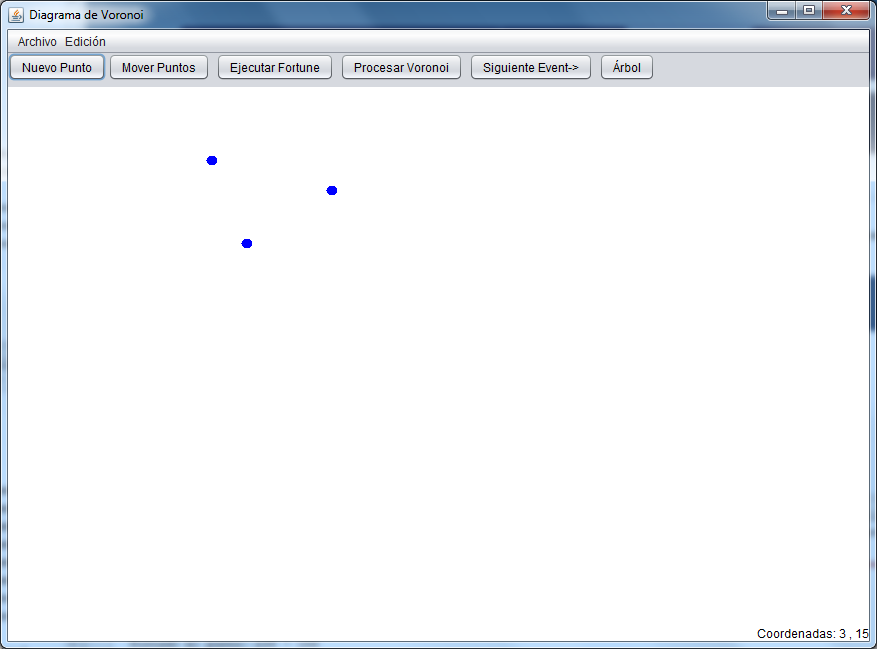 Diagrama de Voronoi
Archivo Edición
Nuevo Punto Mover Puntos Ejecutar Fortune Procesar Voronoi Siguiente Event-> Árbol
Coordenadas: 3 , 15